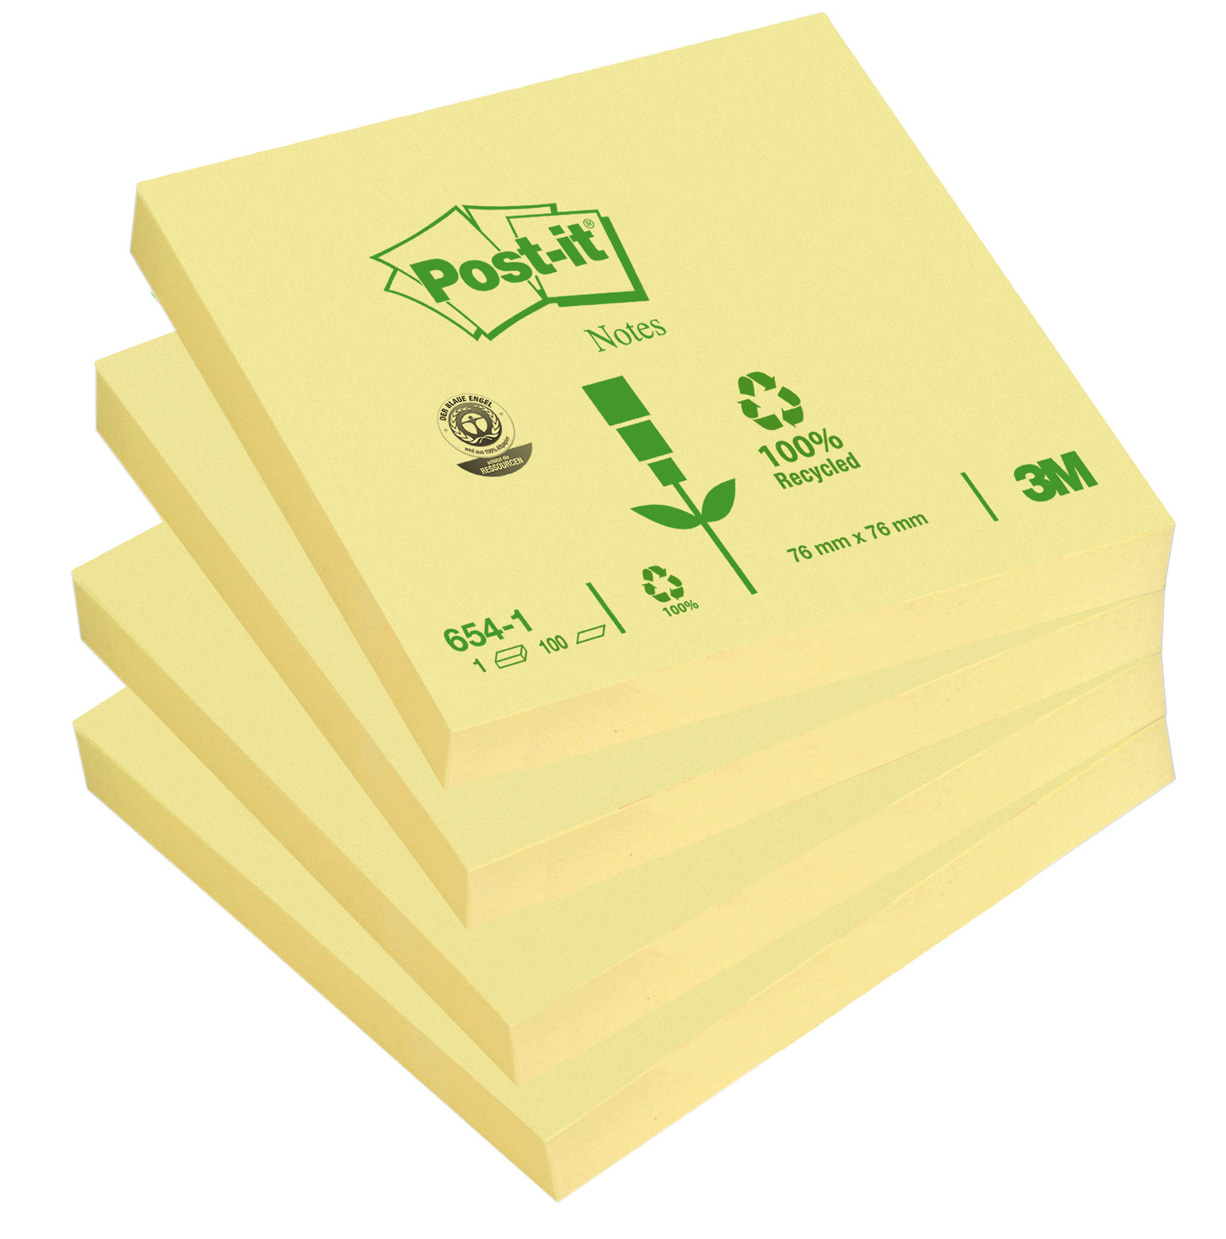 Post-it®
Notes
DER BLAUE ENGEL
weil aus 100% Altpapier
schützt die
RESSOURCEN
100%
Recycled
3M
76 mm x 76 mm
100%
654-1
1 100